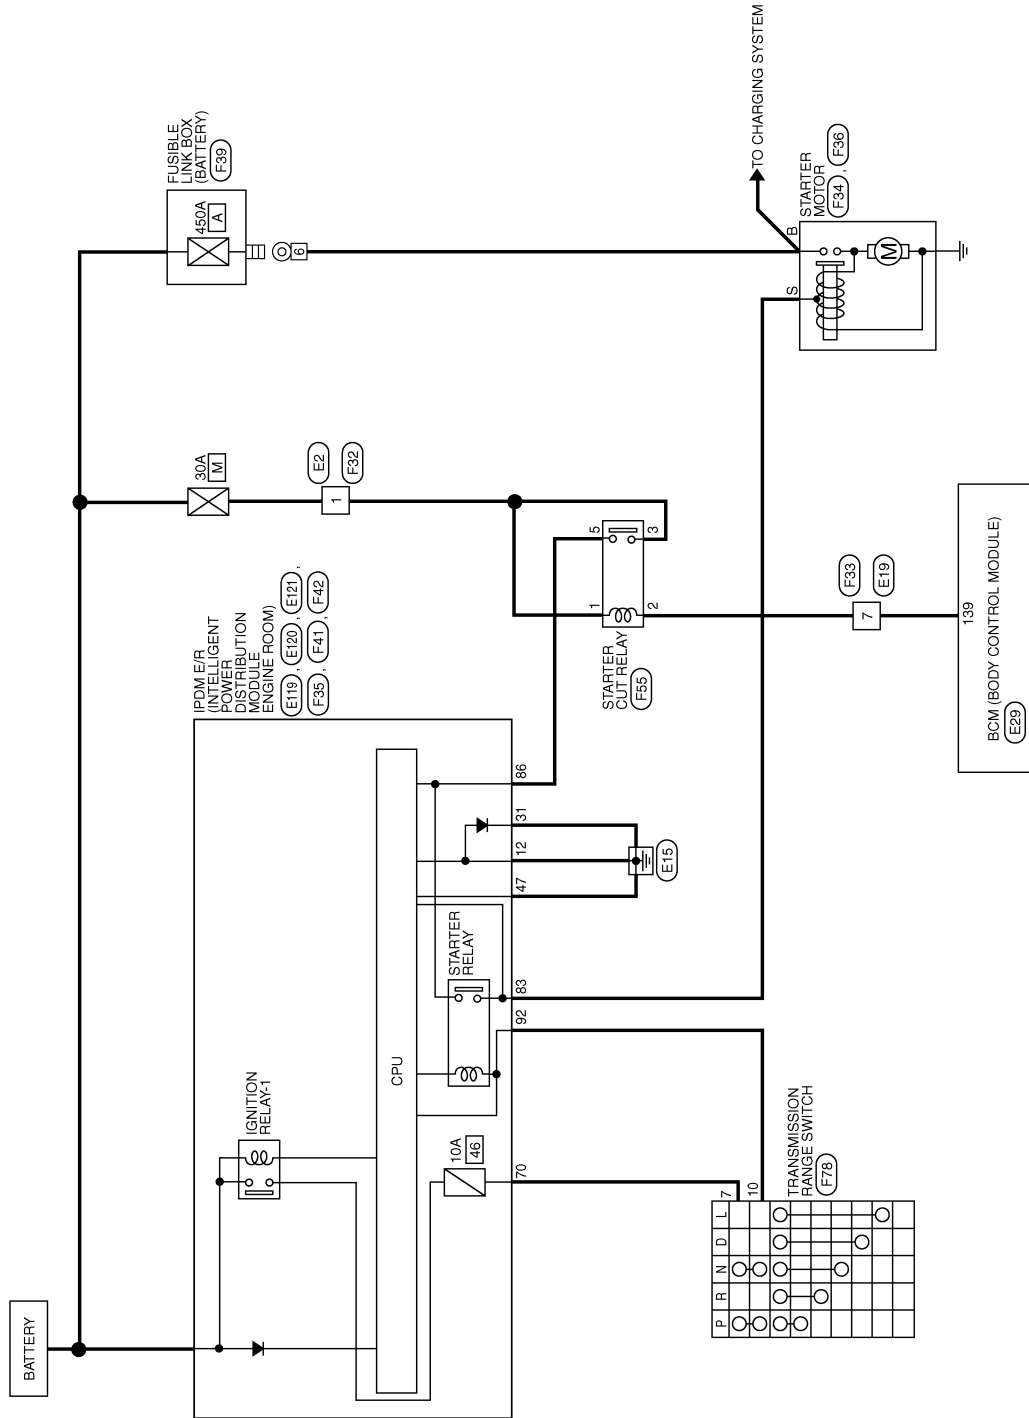 BATTERY
FUSIBLE
LINK BOX
(BATTERY)
F39
450A
A
6
30A
M
1
E2
F32
IPDM E/R
(INTELLIGENT
POWER
DISTRIBUTION
MODULE
ENGINE ROOM)
E119 , E120 , E121 ,
F35 , F41 , F42
IGNITION
RELAY-1
CPU
STARTER
RELAY
10A
46
70
92
83
47
12
31
86
E15
STARTER
CUT RELAY
F55
1
5
2
3
TO CHARGING SYSTEM
STARTER
MOTOR
F34 , F36
S
B
M
TRANSMISSION
RANGE SWITCH
F78
7
10
P R N D L
7
F33
E19
139
BCM (BODY CONTROL MODULE)
E29